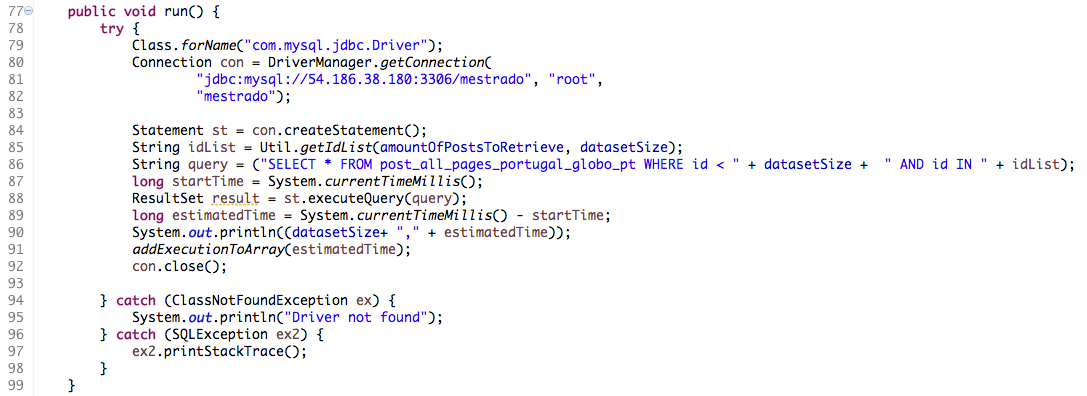 77 public void run() {
78 try {
79 Class.forName("com.mysql.jdbc.Driver");
80 Connection con = DriverManager.getConnection(
81 "jdbc:mysql://54.186.38.180:3306/mestrado", "root",
82 "mestrado");
83
84 Statement st = con.createStatement();
85 String idList = Util.getIdList(amountOfPostsToRetrieve, datasetSize);
86 String query = ("SELECT * FROM post_all_pages_portugal_globo_pt WHERE id < " + datasetSize + " AND id IN " + idList);
87 long startTime = System.currentTimeMillis();
88 ResultSet result = st.executeQuery(query);
89 long estimatedTime = System.currentTimeMillis() - startTime;
90 System.out.println((datasetSize+ "," + estimatedTime));
91 addExecutionToArray(estimatedTime);
92 con.close();
93
94 } catch (ClassNotFoundException ex) {
95 System.out.println("Driver not found");
96 } catch (SQLException ex2) {
97 ex2.printStackTrace();
98 }
99 }